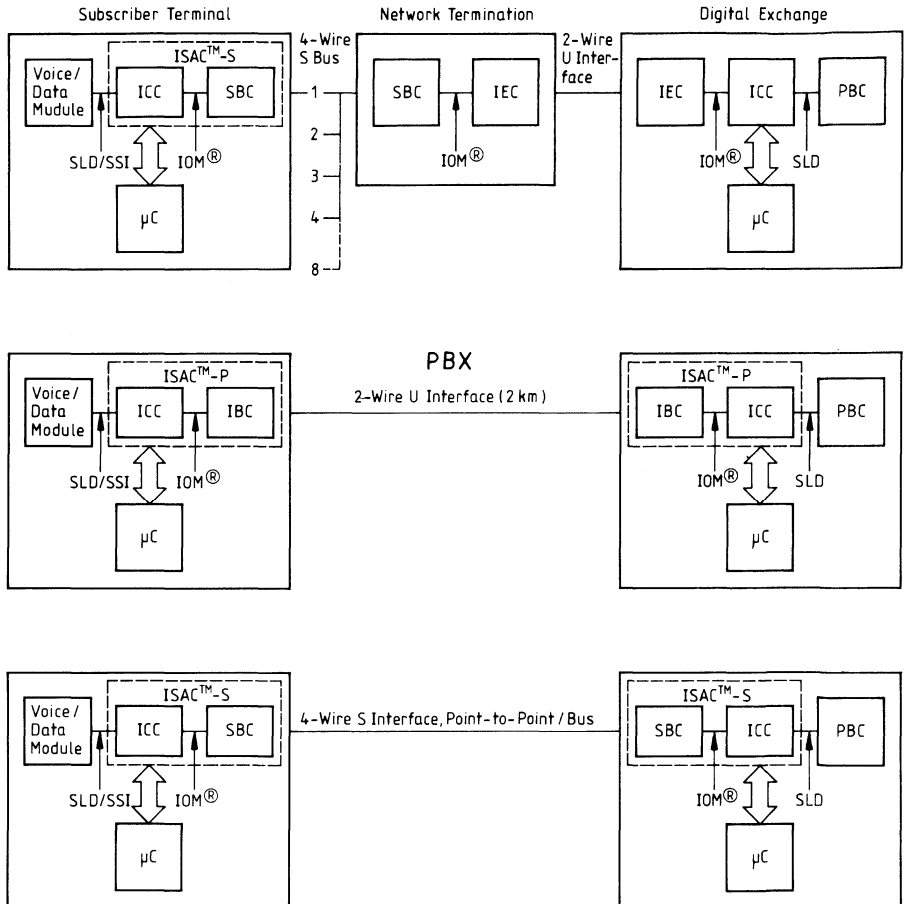 Subscriber Terminal
Network Termination
Digital Exchange
ISAC™-S
4-Wire
S Bus
2-Wire
U Inter-
face
Voice/
Data
Mudule
ICC
SBC
SLD/SSI
IOM®
µC
1
2
3
4
8
SBC
IEC
IOM®
IEC
ICC
PBC
IOM®
SLD
µC
PBX
2-Wire U Interface (2 km)
ISAC™-P
Voice/
Data
Module
ICC
IBC
SLD/SSI
IOM®
µC
ISAC™-P
IBC
ICC
PBC
IOM®
SLD
µC
4-Wire S Interface, Point-to-Point / Bus
ISAC™-S
Voice/
Data
Module
ICC
SBC
SLD/SSI
IOM®
µC
ISAC™-S
SBC
ICC
PBC
IOM®
SLD
µC